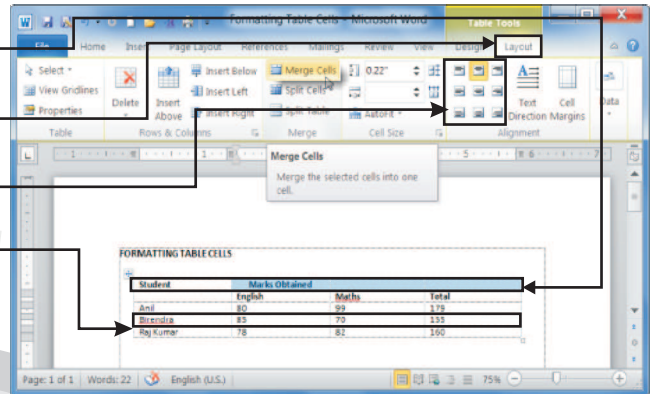 Formatting Table Cells - Microsoft Word
Table Tools
File Home Insert Page Layout References Mailings Review View Design Layout
Select
View Gridlines
Properties
Table
Delete
Insert Above
Insert Below
Insert Left
Insert Right
Rows & Columns
Merge Cells
Split Cells
Split Table
Merge
0.22"
AutoFit
Cell Size
Text Direction
Cell Margins
Alignment
Data
Merge Cells
Merge the selected cells into one
cell.
FORMATTING TABLE CELLS
Student Marks Obtained
English Maths Total
Anil 80 99 179
Birendra 85 70 155
Raj Kumar 78 82 160
Page: 1 of 1 Words: 22 English (U.S.) 75%